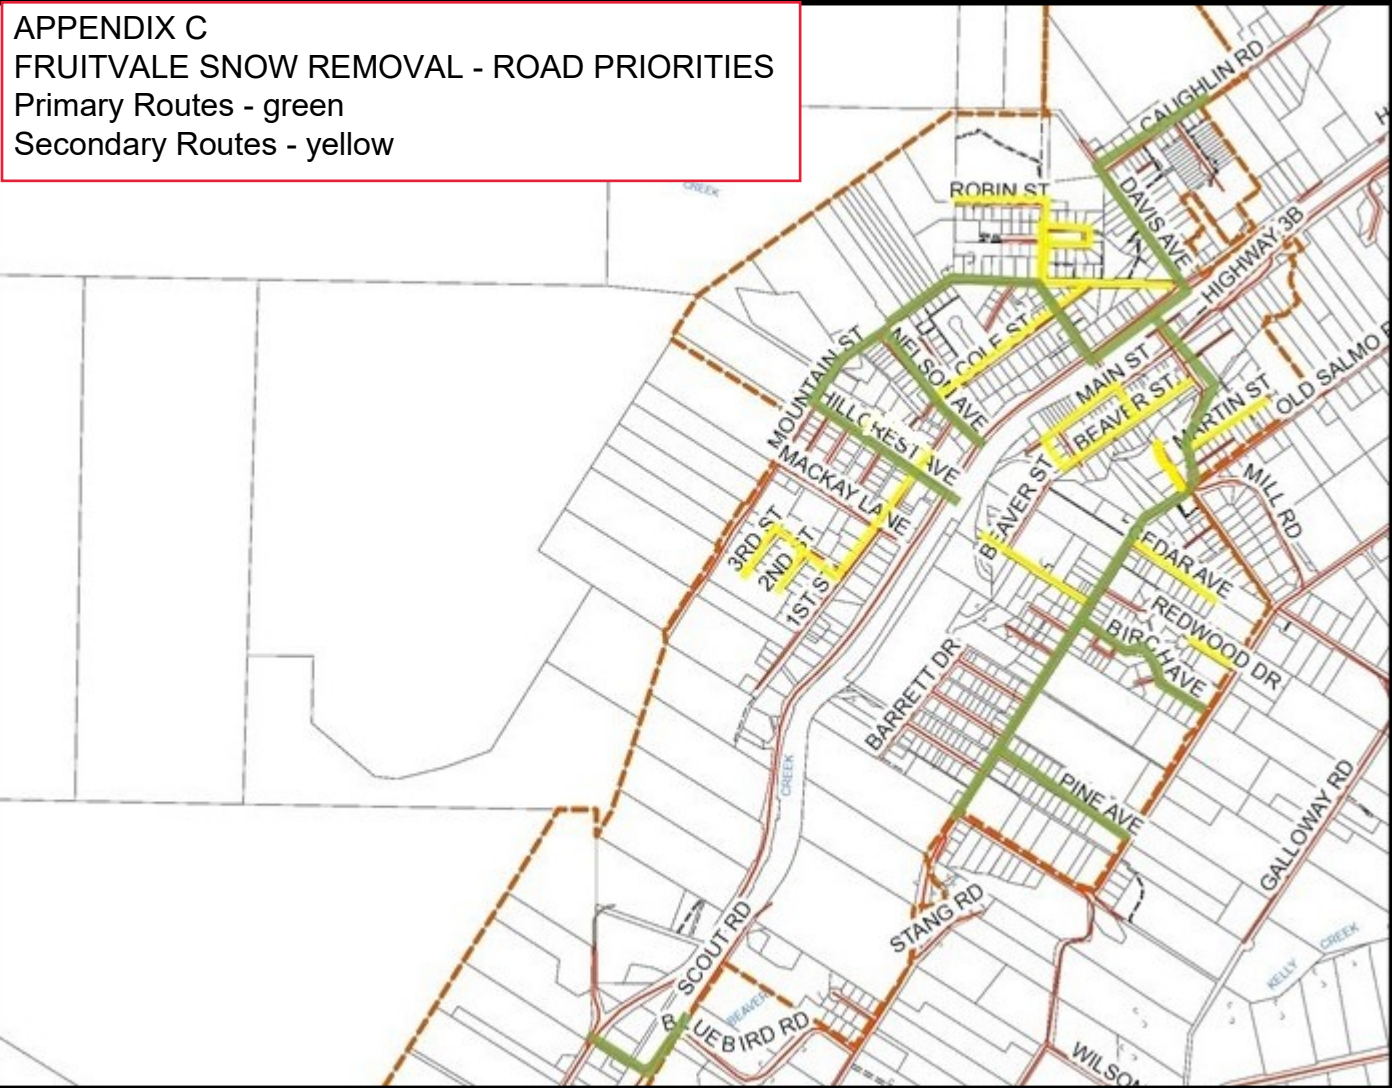 APPENDIX C
FRUITVALE SNOW REMOVAL - ROAD PRIORITIES
Primary Routes - green
Secondary Routes - yellow
CAUGHLIN RD
CREEK
ROBIN ST
DAVIS AVE
HIGHWAY 3B
COLE ST
NELSON AVE
MOUNTAIN ST
MAIN ST
BEAVER ST
MARTIN ST
OLD SALMO
HILLCREST AVE
MACKAY LANE
BEAVER ST
MILL RD
3RD ST
2ND ST
1ST S
EDAR AVE
REDWOOD DR
BIRCH AVE
BARRETT DR
CREEK
PINE AVE
GALLOWAY RD
STANG RD
SCOUT RD
CREEK
KELLY
BEAVER
BLUEBIRD RD
WILSON